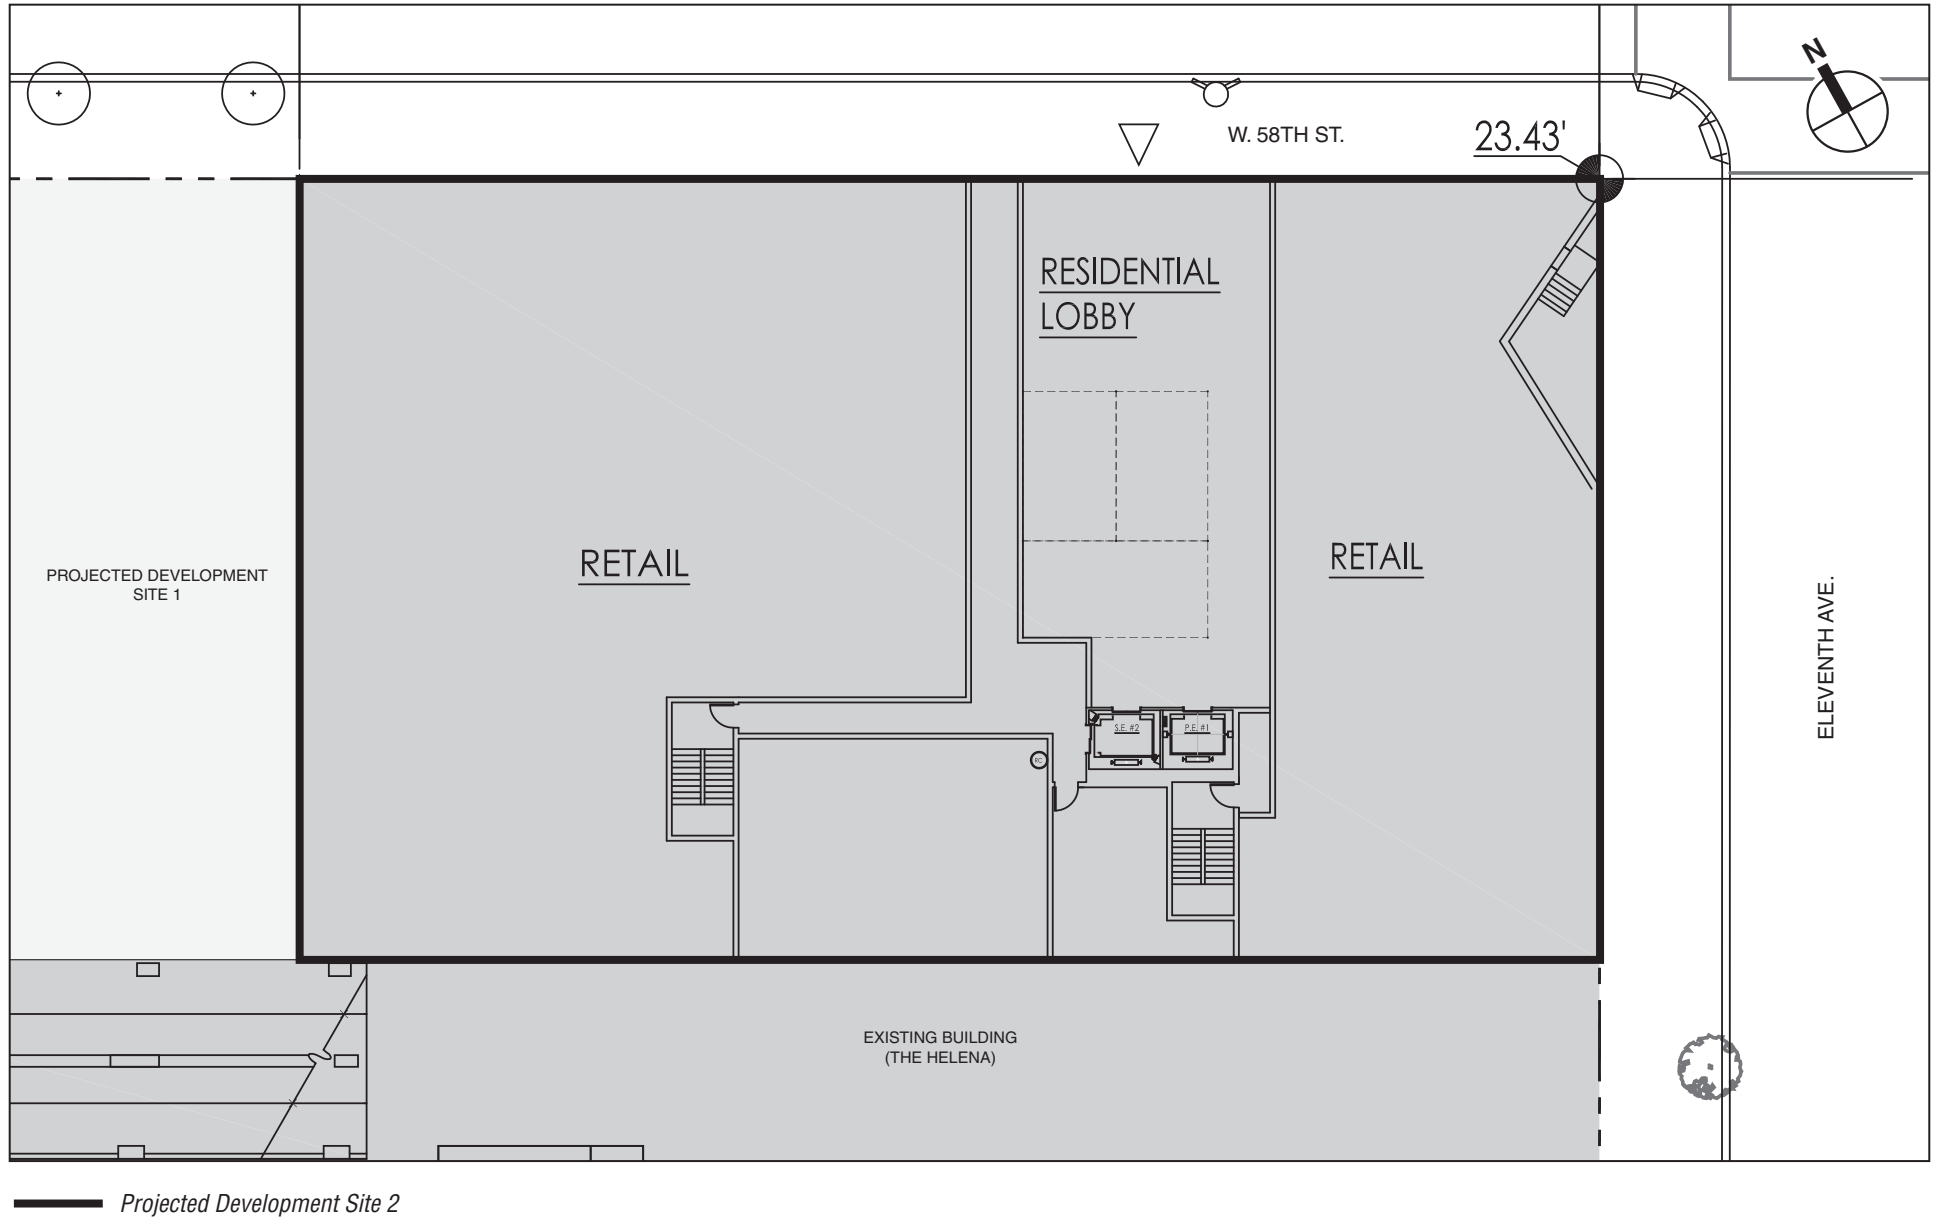 N
W. 58TH ST.
23.43'
RESIDENTIAL
LOBBY
RETAIL
RETAIL
PROJECTED DEVELOPMENT
SITE 1
ELEVENTH AVE.
S.E. #2
P.E. #1
RC
EXISTING BUILDING
(THE HELENA)
Projected Development Site 2